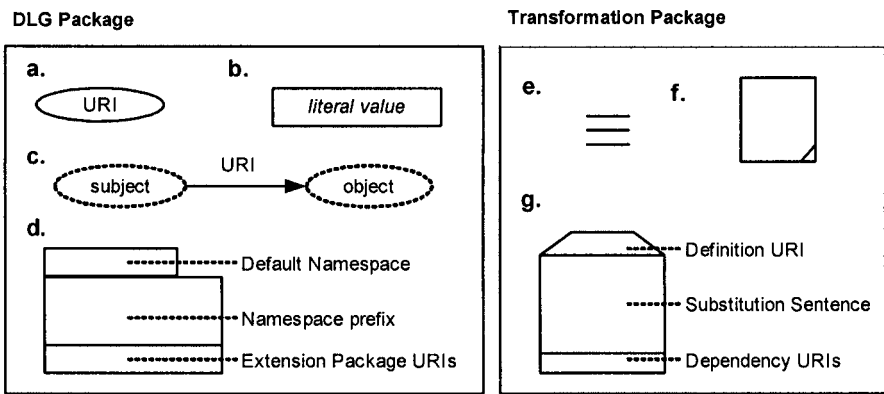 DLG Package
a.
URI
b.
literal value
c.
URI
subject
object
d.
Default Namespace
Namespace prefix
Extension Package URIs
Transformation Package
e.
f.
g.
Definition URI
Substitution Sentence
Dependency URIs